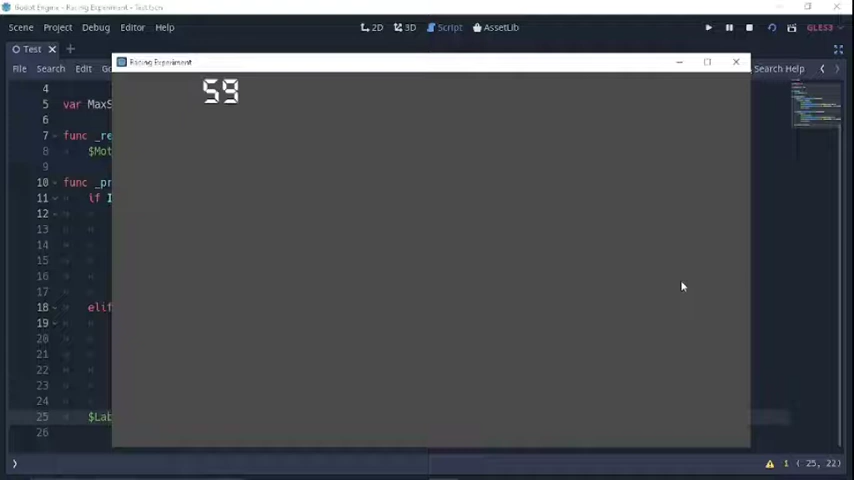 Godot Engine - Racing Experiment - Test.tscn
Scene Project Debug Editor Help 2D 3D Script AssetLib GLES3
Test
File Search Edit Search Help
Racing Experiment
59
4
5 var MaxS
6
7 func _re
8 $Mot
9
10 func _pr
11 if I
12
13
14
15
16
17
18 elif
19
20
21
22
23
24
25 $Lab
26
1 ( 25, 22)